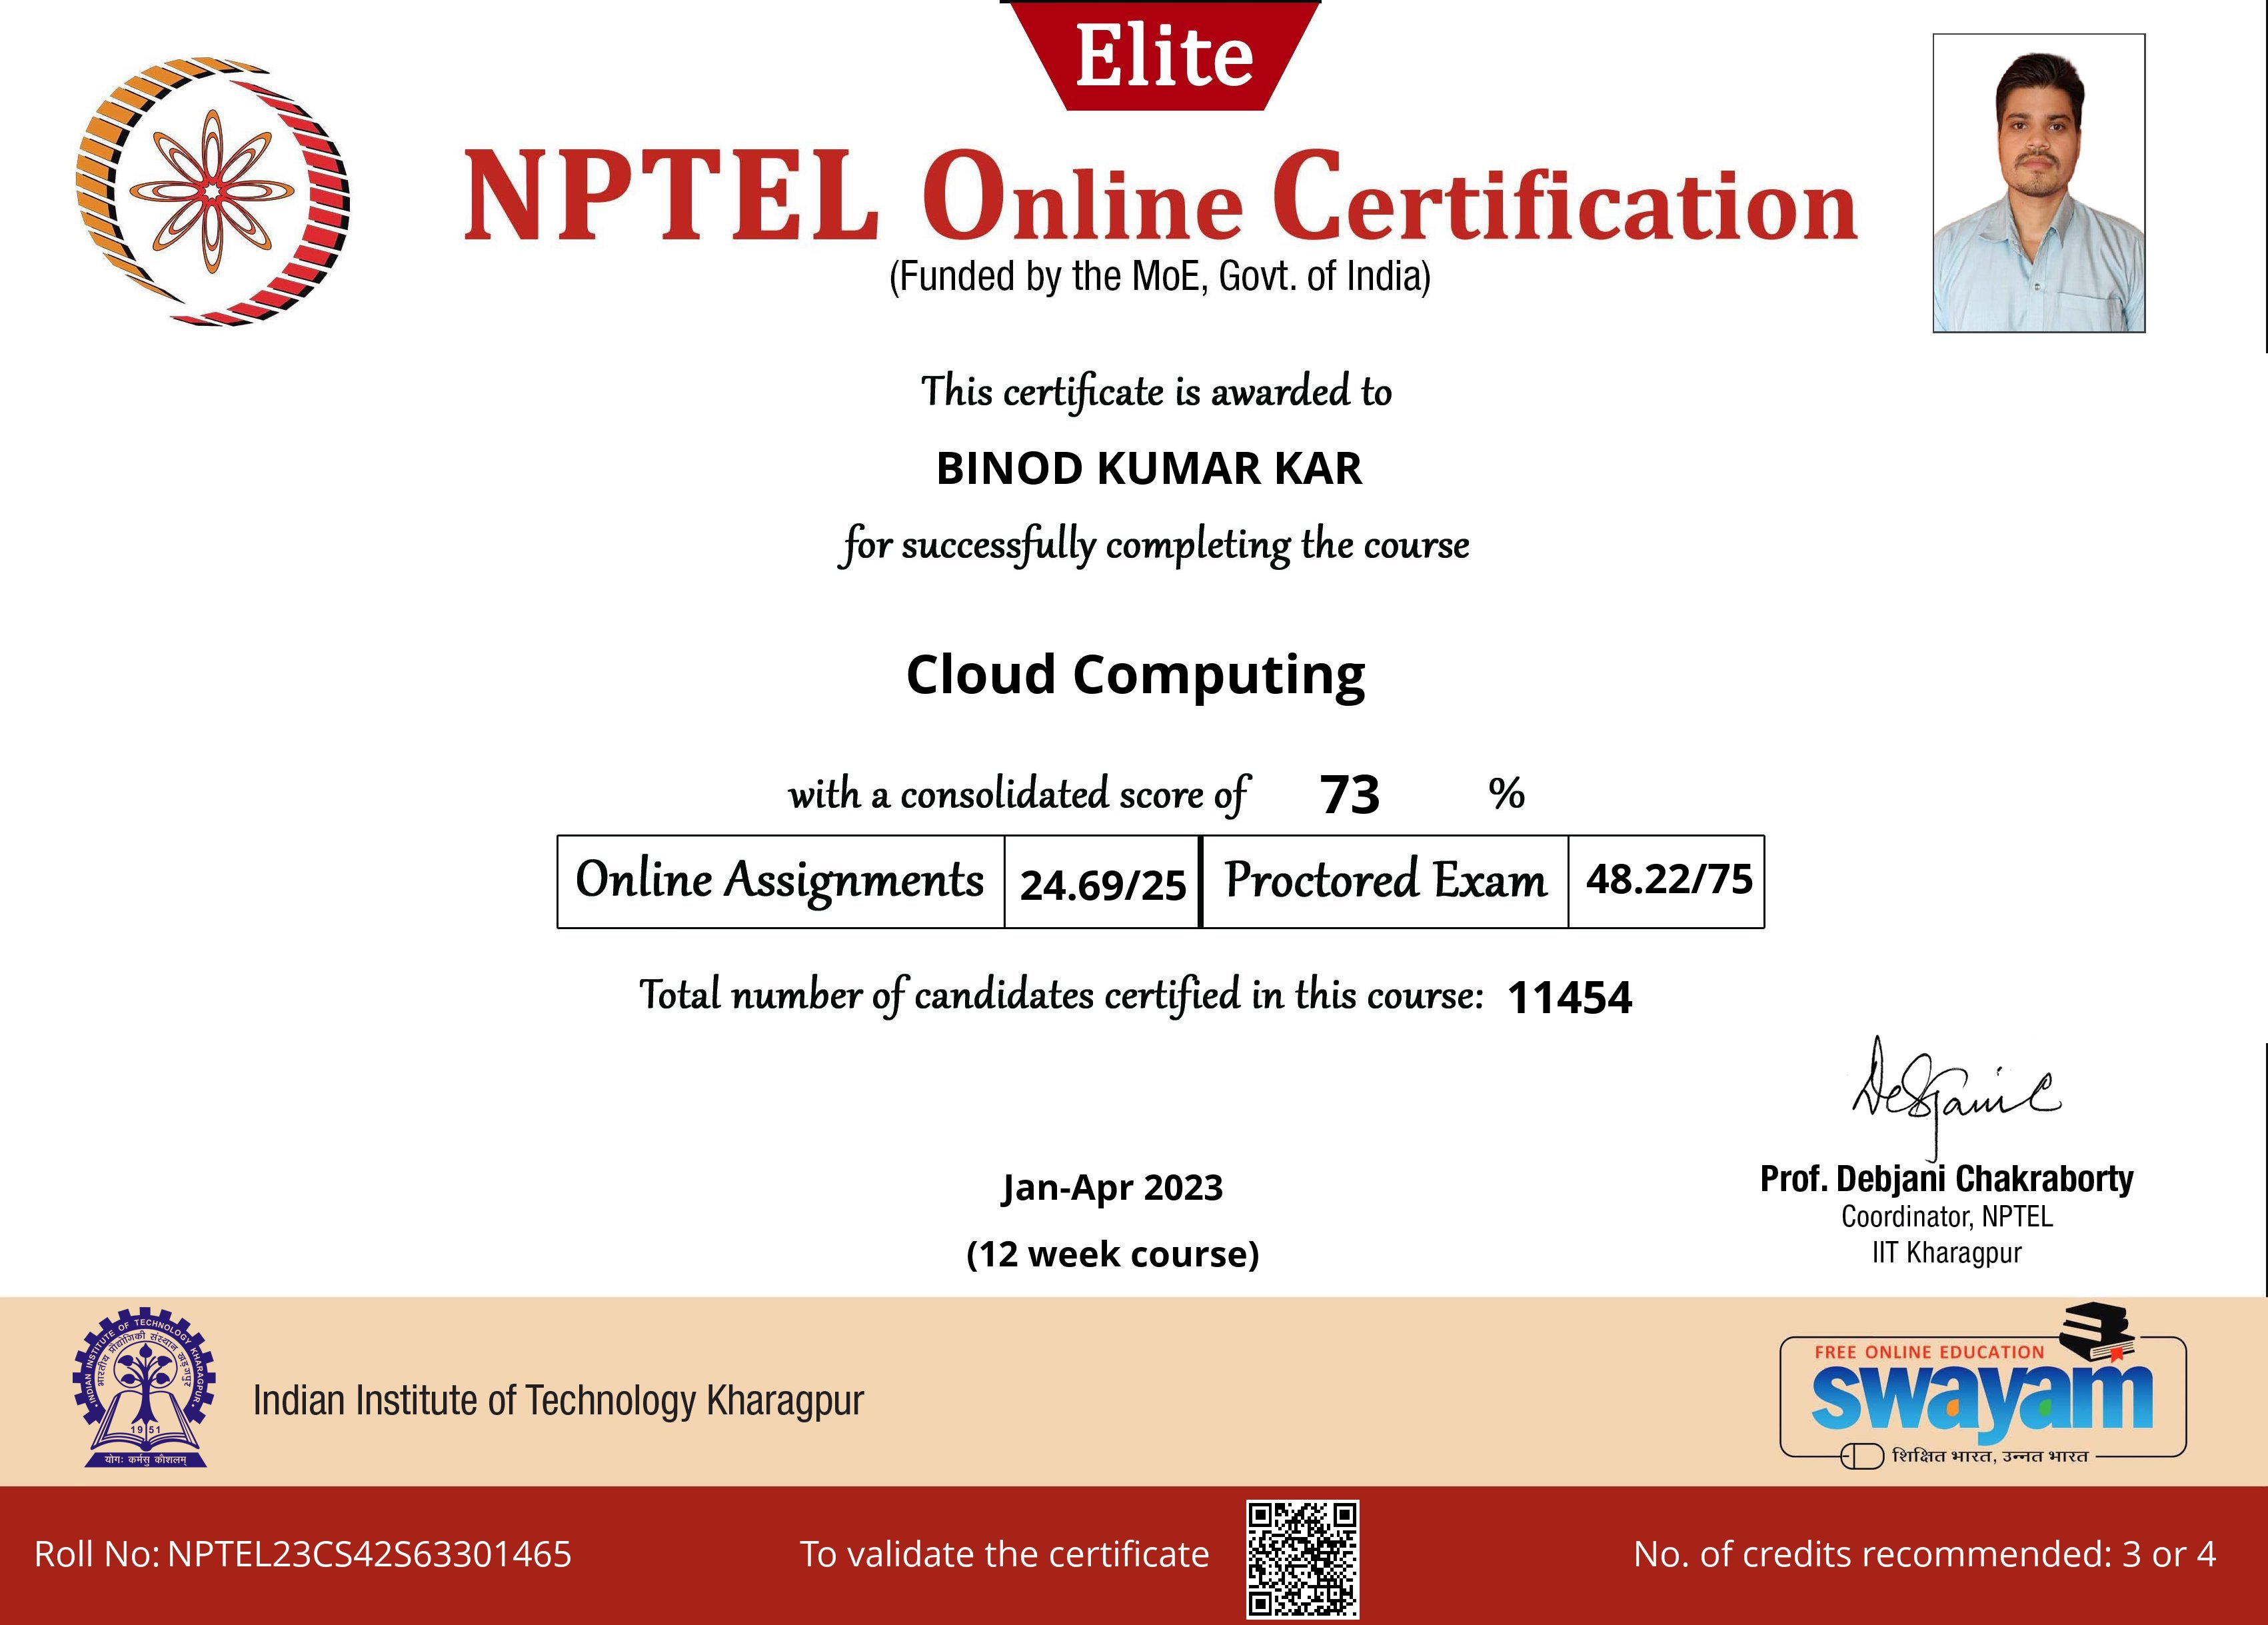 Elite
NPTEL Online Certification
(Funded by the MoE, Govt. of India)
This certificate is awarded to
BINOD KUMAR KAR
for successfully completing the course
Cloud Computing
with a consolidated score of 73 %
Online Assignments 24.69/25 Proctored Exam 48.22/75
Total number of candidates certified in this course: 11454
Jan-Apr 2023
(12 week course)
Prof. Debjani Chakraborty
Coordinator, NPTEL
IIT Kharagpur
INDIAN INSTITUTE OF TECHNOLOGY KHARAGPUR
भारतीय प्रौद्योगिकी संस्थान खड़गपुर
1951
योगः कर्मसु कौशलम्
Indian Institute of Technology Kharagpur
FREE ONLINE EDUCATION
swayam
शिक्षित भारत, उन्नत भारत
Roll No: NPTEL23CS42S63301465
To validate the certificate
No. of credits recommended: 3 or 4